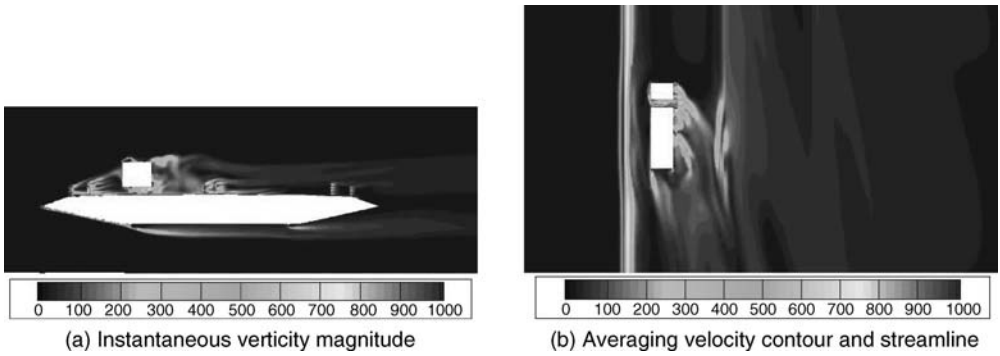 0 100 200 300 400 500 600 700 800 900 1000
(a) Instantaneous verticity magnitude
0 100 200 300 400 500 600 700 800 900 1000
(b) Averaging velocity contour and streamline